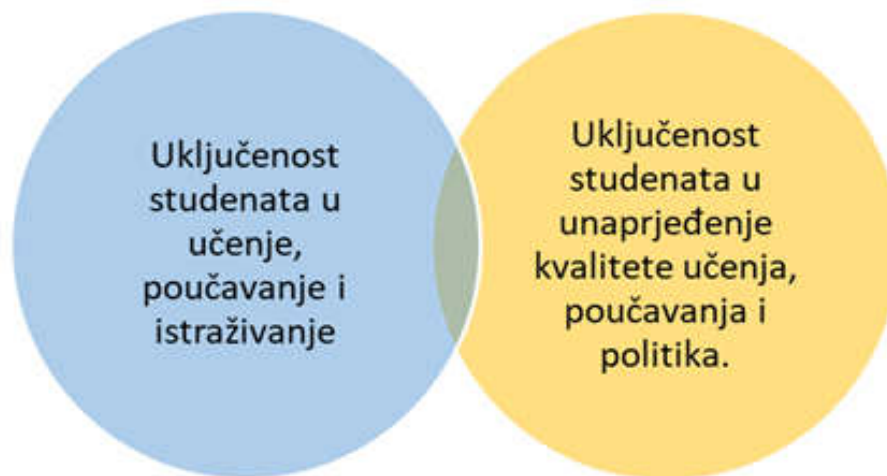 Uključenost
studenata u
učenje,
poučavanje i
istraživanje
Uključenost
studenata u
unaprjeđenje
kvalitete učenja,
poučavanja i
politika.